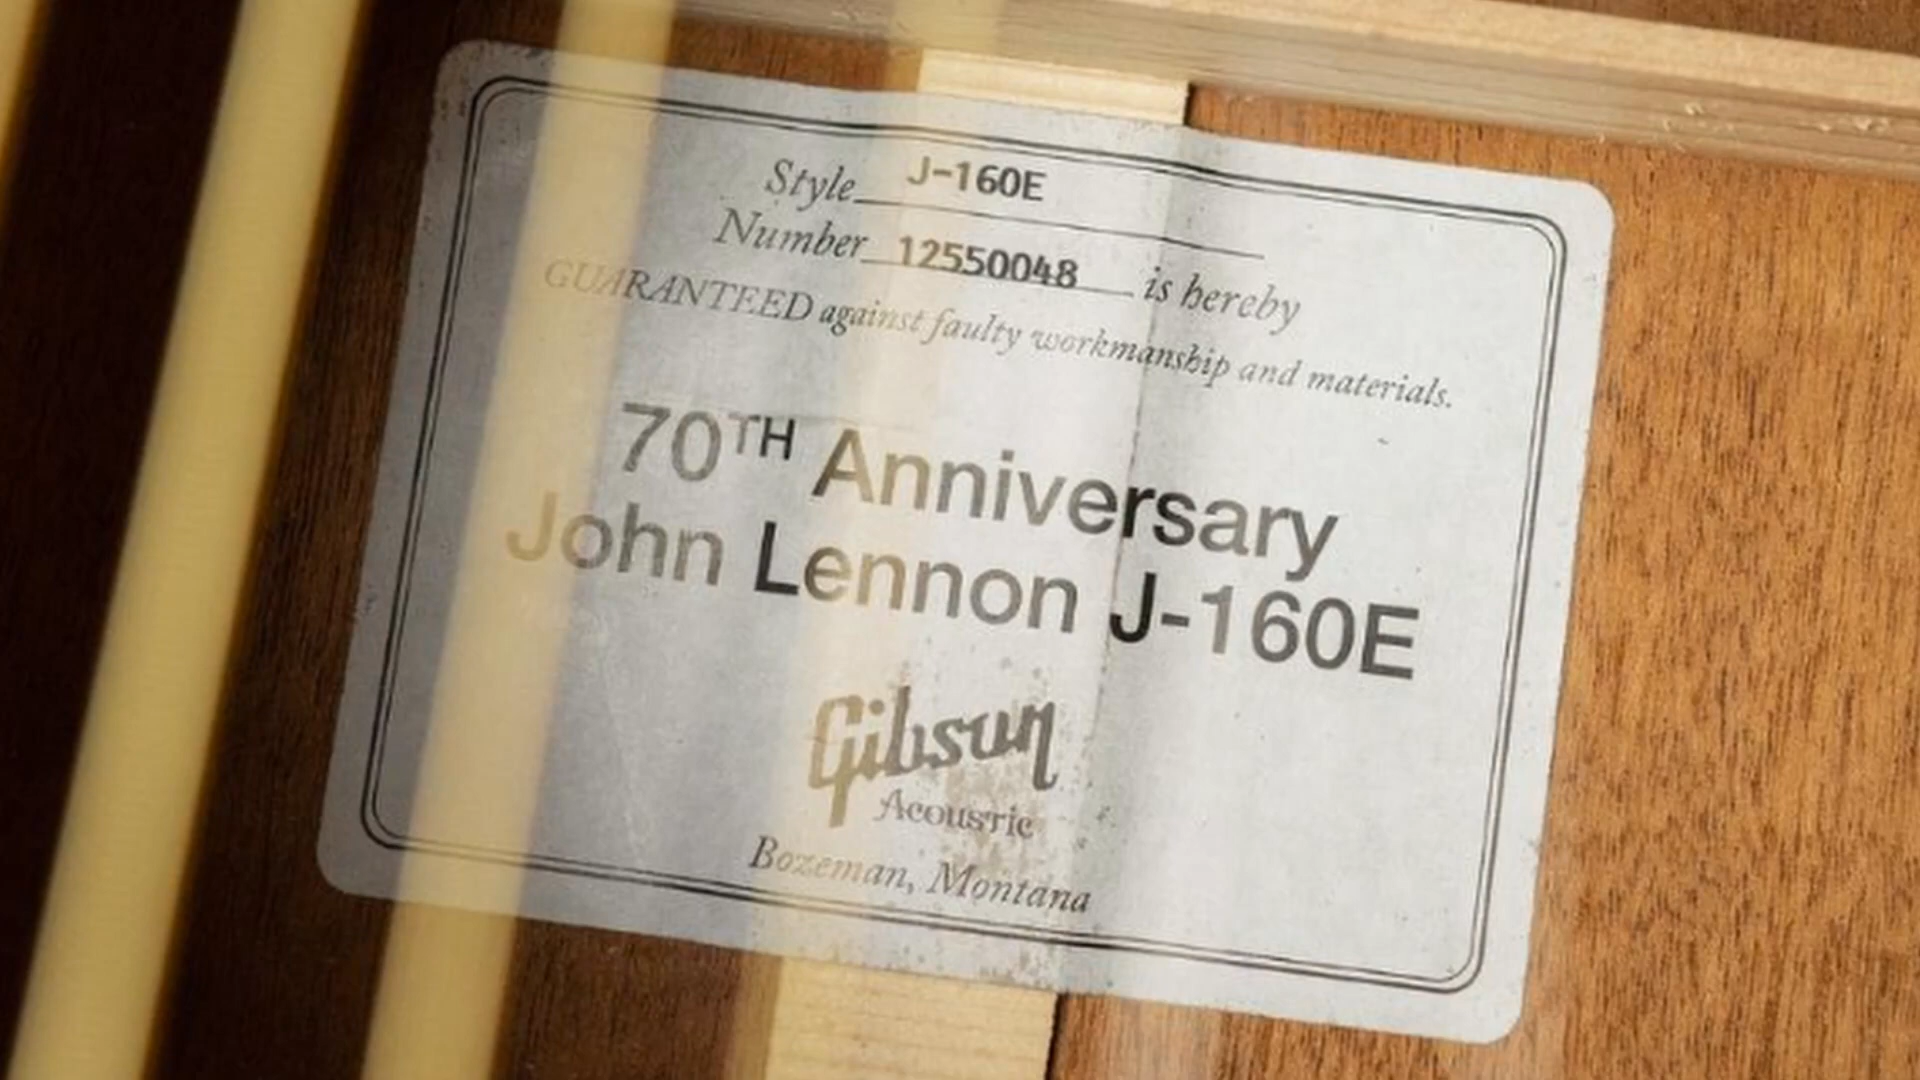 Style J-160E
Number 12550048 is hereby
GUARANTEED against faulty workmanship and materials.
70TH Anniversary
John Lennon J-160E
Gibson
Acoustic
Bozeman, Montana